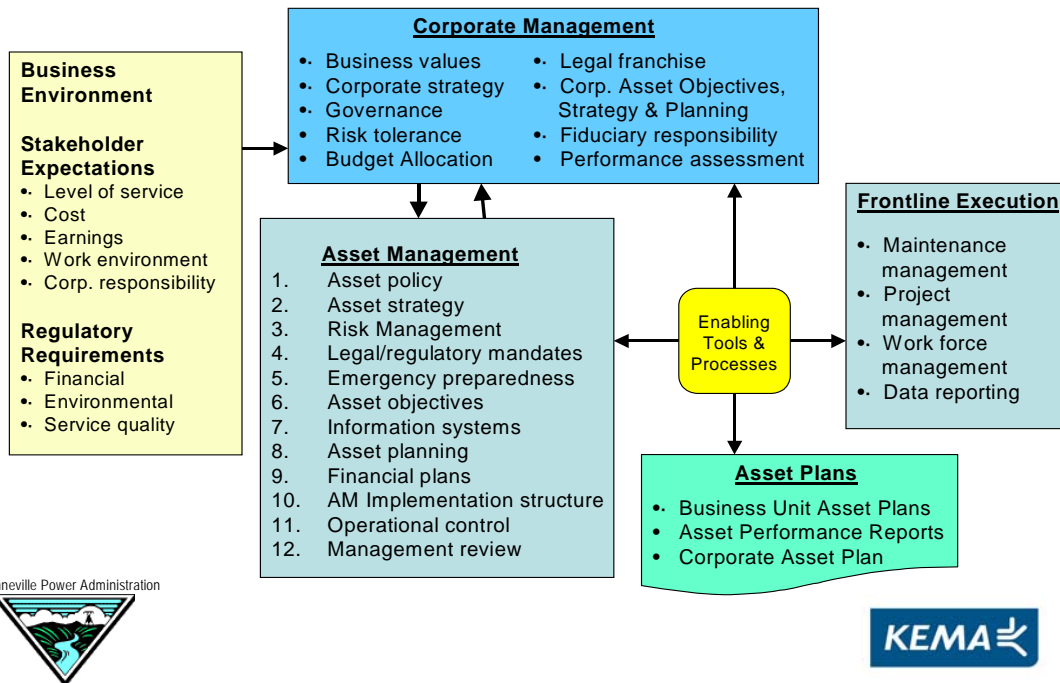 Corporate Management
•· Business values
•· Corporate strategy
•· Governance
• Risk tolerance
• Budget Allocation
•· Legal franchise
•· Corp. Asset Objectives,
Strategy & Planning
•· Fiduciary responsibility
•· Performance assessment
Business
Environment
Stakeholder
Expectations
•· Level of service
•· Cost
•· Earnings
•· Work environment
•· Corp. responsibility
Regulatory
Requirements
•· Financial
•· Environmental
•· Service quality
Asset Management
1. Asset policy
2. Asset strategy
3. Risk Management
4. Legal/regulatory mandates
5. Emergency preparedness
6. Asset objectives
7. Information systems
8. Asset planning
9. Financial plans
10. AM Implementation structure
11. Operational control
12. Management review
Enabling
Tools &
Processes
Frontline Execution
•· Maintenance
management
•· Project
management
•· Work force
management
•· Data reporting
Asset Plans
•· Business Unit Asset Plans
• Asset Performance Reports
• Corporate Asset Plan
nneville Power Administration
KEMA